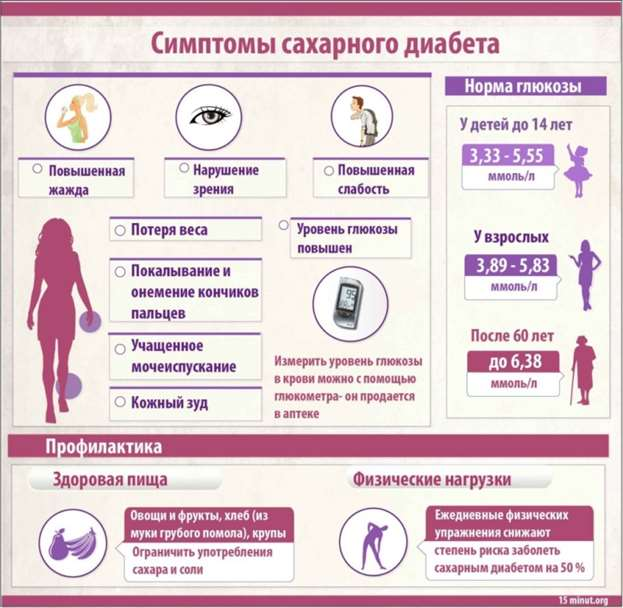 Симптомы сахарного диабета
Повышенная
жажда
Нарушение
зрения
Повышенная
слабость
Потеря веса
Покалывание и
онемение кончиков
пальцев
Учащенное
мочеиспускание
Кожный зуд
Уровень глюкозы
повышен
95
Измерить уровень глюкозы
в крови можно с помощью
глюкометра- он продается
в аптеке
Норма глюкозы
У детей до 14 лет
3,33 - 5,55
ммоль/л
У взрослых
3,89 - 5,83
ммоль/л
После 60 лет
до 6,38
ммоль/л
Профилактика
Здоровая пища
Овощи и фрукты, хлеб (из
муки грубого помола), крупы
Ограничить употребления
сахара и соли
Физические нагрузки
Ежедневные физических
упражнения снижают
степень риска заболеть
сахарным диабетом на 50 %
15 minut.org